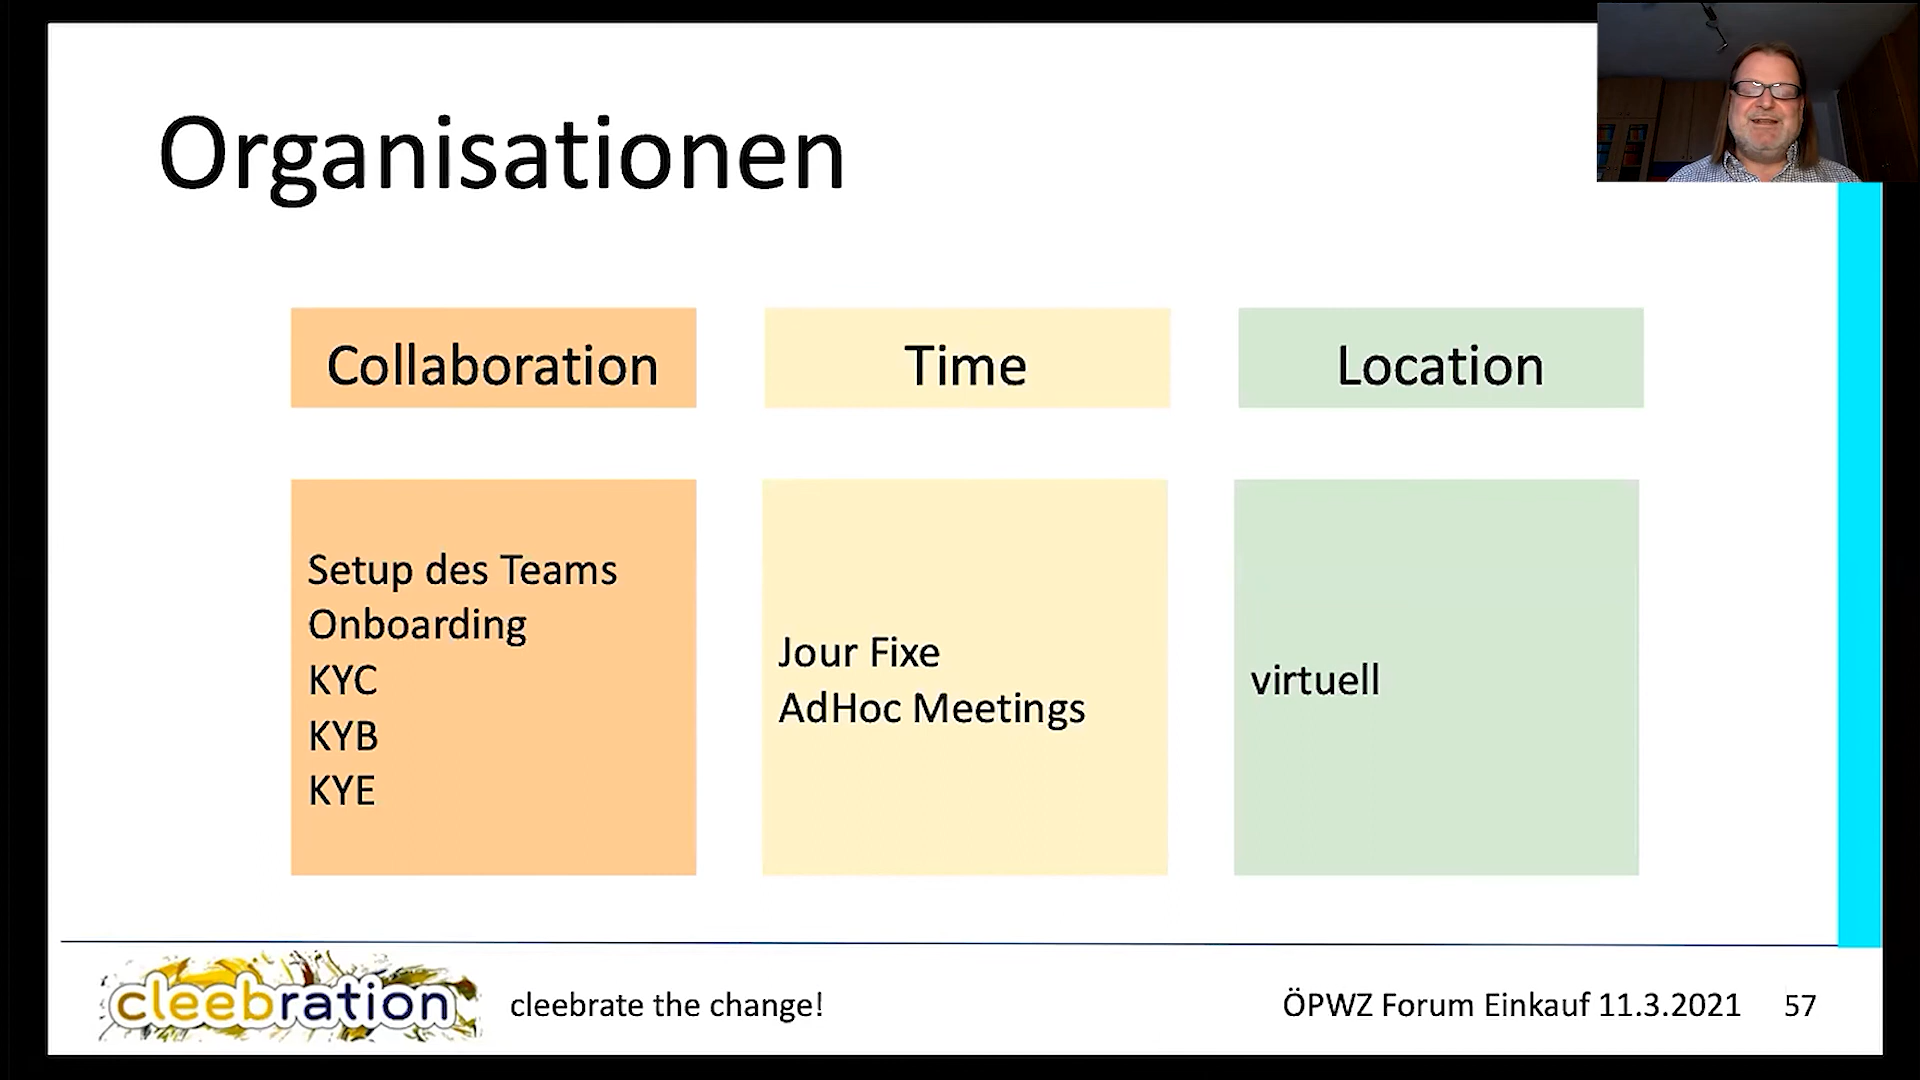 Organisationen
Collaboration
Time
Location
Setup des Teams
Onboarding
KYC
KYB
KYE
Jour Fixe
AdHoc Meetings
virtuell
cleebration
cleebrate the change!
ÖPWZ Forum Einkauf 11.3.2021
57